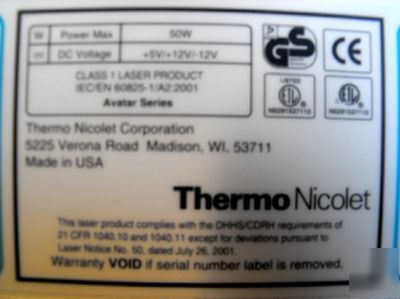 W Power Max 50W
DC Voltage +5V/+12V/-12V
CLASS 1 LASER PRODUCT
IEC/EN 60825-1/A2:2001
Avatar Series
GS
CE
LISTED
Thermo Nicolet Corporation
5225 Verona Road Madison, WI, 53711
Made in USA
Thermo Nicolet
This laser product complies with the DHHS/CDRH requirements of
21 CFR 1040.10 and 1040.11 except for deviations pursuant to
Laser Notice No. 50, dated July 26, 2001.
Warranty VOID if serial number label is removed.